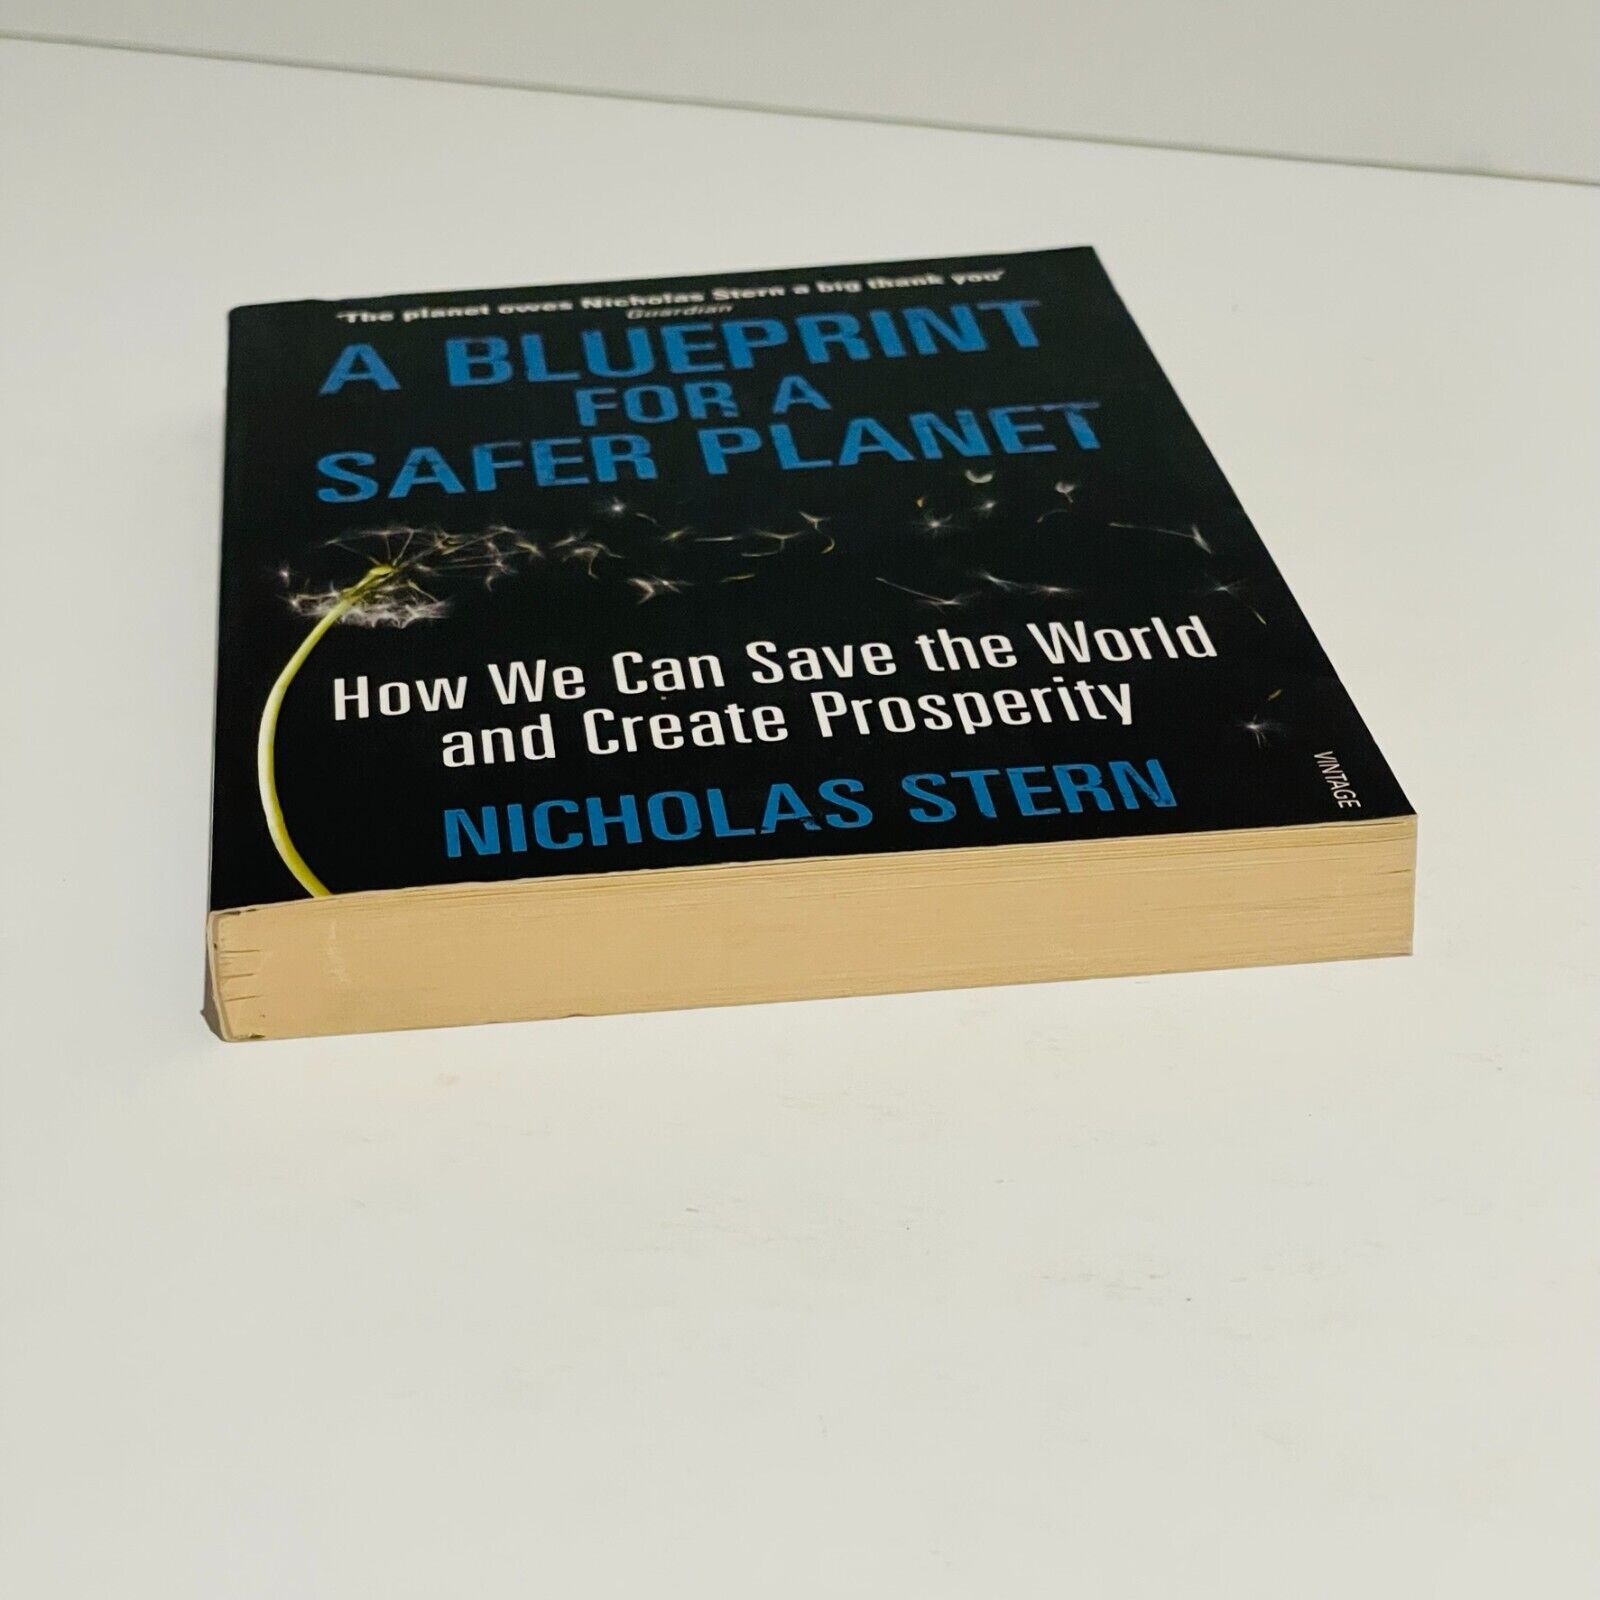 'The planet owes Nicholas Stern a big thank you'
Guardian
A BLUEPRINT
FOR A
SAFER PLANET
How We Can Save the World
and Create Prosperity
NICHOLAS STERN
VINTAGE